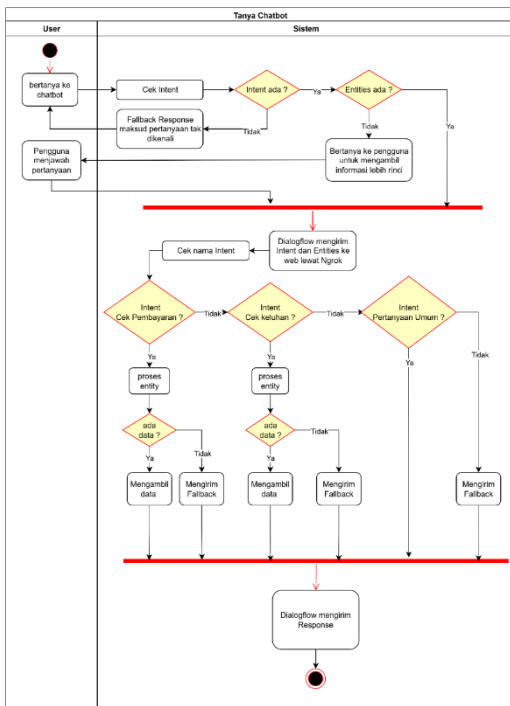 Tanya Chatbot
User
Sistem
bertanya ke
chatbot
Cek Intent
Intent ada ?
Ya
Entities ada ?
Fallback Response
maksud pertanyaan tak
dikenali
Tidak
Tidak
Ya
Pengguna
menjawab
pertanyaan
Bertanya ke pengguna
untuk mengambil
informasi lebih rinci
Dialogflow mengirim
Intent dan Entities ke
web lewat Ngrok
Cek nama Intent
Intent
Cek Pembayaran ?
Tidak
Intent
Cek keluhan ?
Tidak
Intent
Pertanyaan Umum ?
Ya
Ya
Ya
Tidak
proses
entity
proses
entity
ada
data ?
Tidak
ada
data ?
Tidak
Ya
Ya
Mengambil
data
Mengirim
Fallback
Mengambil
data
Mengirim
Fallback
Mengirim
Fallback
Dialogflow mengirim
Response